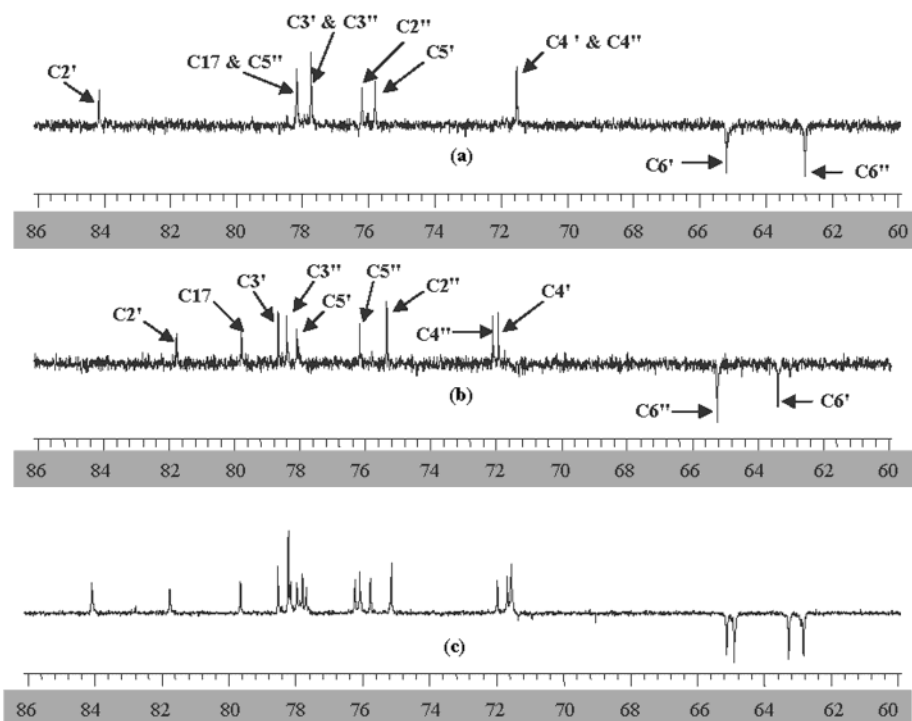 C3' & C3''
C2''
C17 & C5''
C5'
C4 ' & C4''
C2'
(a)
C6'
C6''
86 84 82 80 78 76 74 72 70 68 66 64 62 60
C3''
C3'
C5''
C17
C2''
C5'
C4'
C2'
C4''
(b)
C6''
C6'
86 84 82 80 78 76 74 72 70 68 66 64 62 60
(c)
86 84 82 80 78 76 74 72 70 68 66 64 62 60